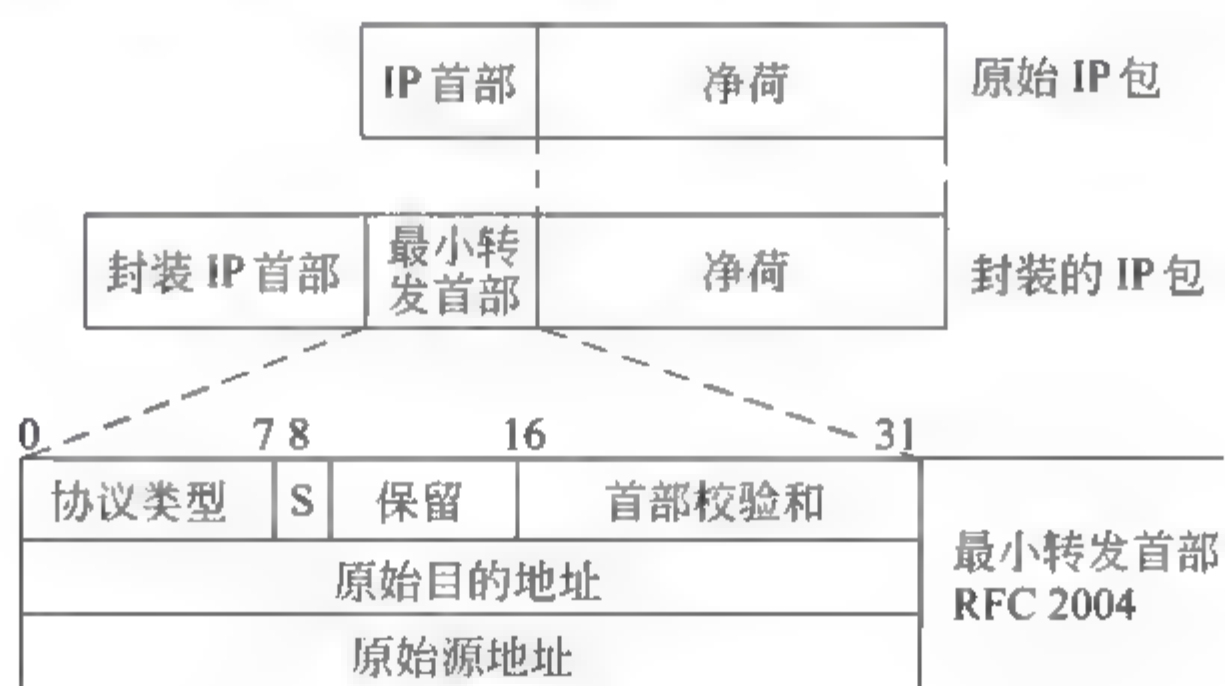 IP首部 净荷 原始 IP包
封装 IP首部 最小转发首部 净荷 封装的 IP包
0 7 8 16 31
协议类型 S 保留 首部校验和
原始目的地址
原始源地址
最小转发首部
RFC 2004